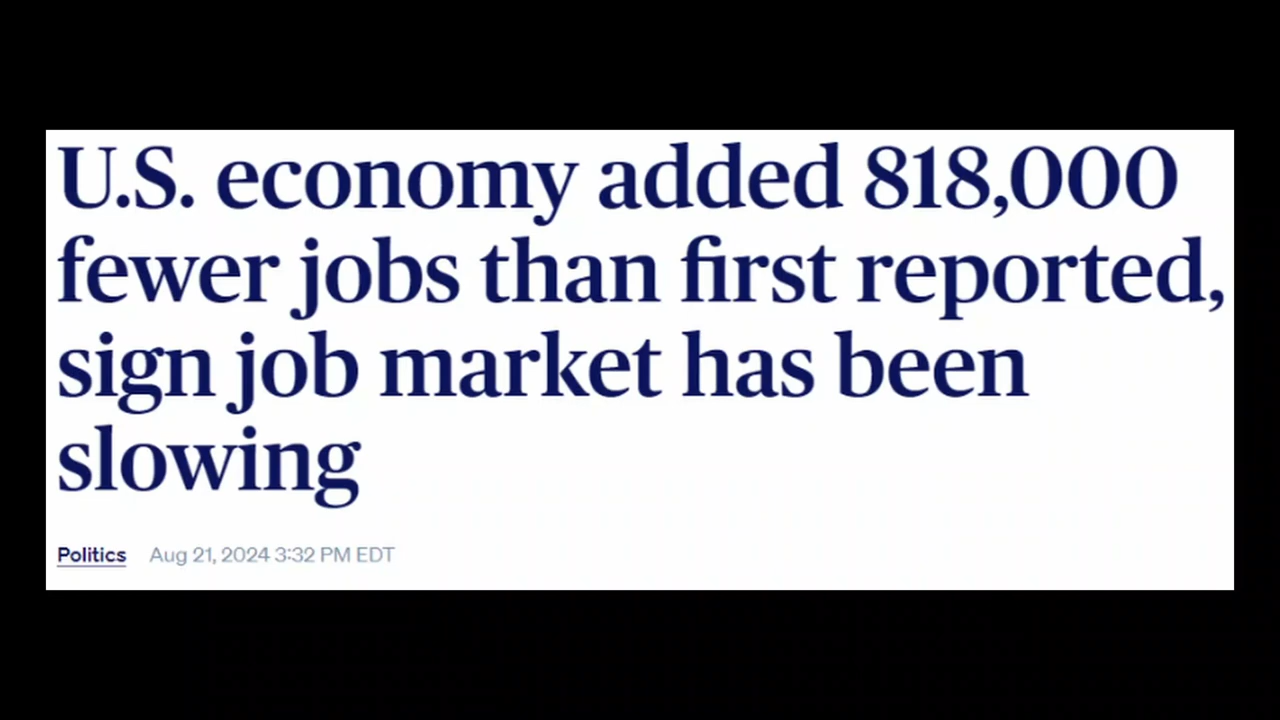 U.S. economy added 818,000
fewer jobs than first reported,
sign job market has been
slowing
Politics Aug 21, 2024 3:32 PM EDT